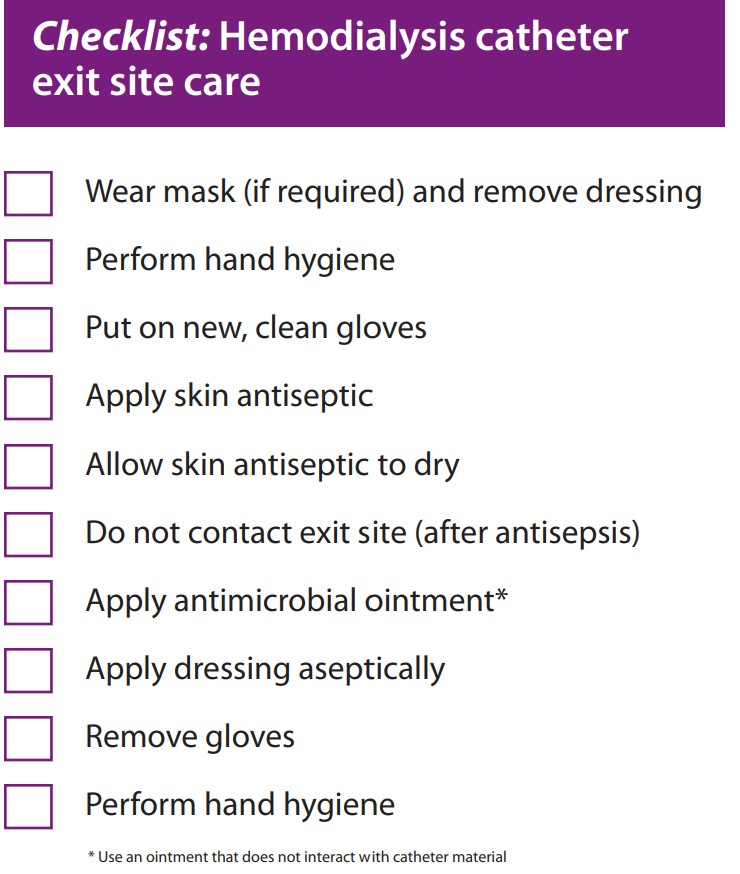 Checklist: Hemodialysis catheter
exit site care
Wear mask (if required) and remove dressing
Perform hand hygiene
Put on new, clean gloves
Apply skin antiseptic
Allow skin antiseptic to dry
Do not contact exit site (after antisepsis)
Apply antimicrobial ointment*
Apply dressing aseptically
Remove gloves
Perform hand hygiene
* Use an ointment that does not interact with catheter material